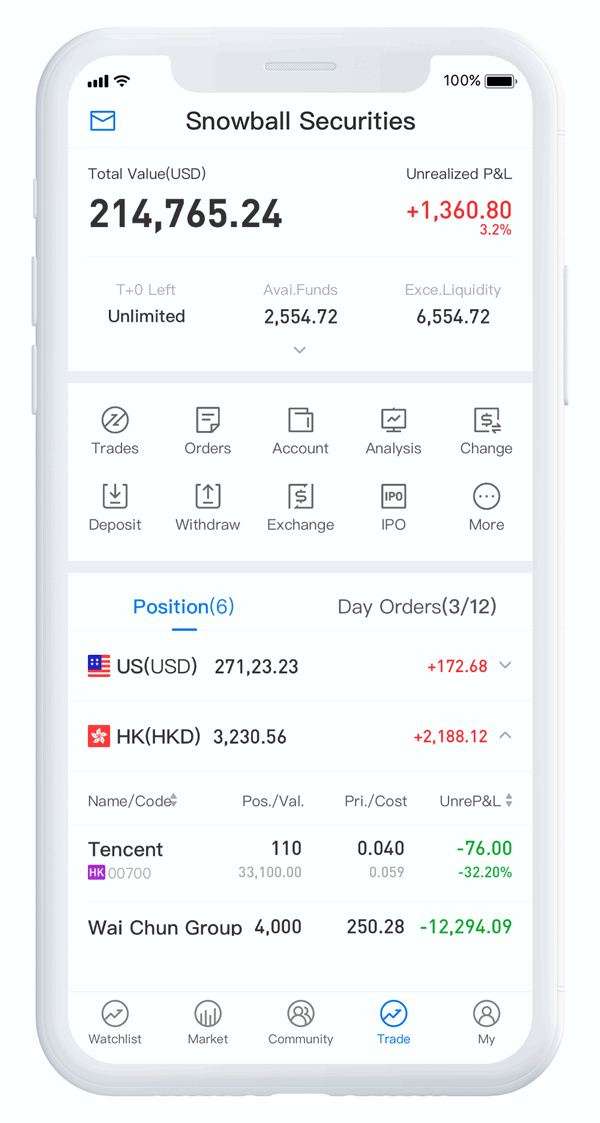 100%
Snowball Securities
Total Value(USD) Unrealized P&L
214,765.24 +1,360.80
3.2%
T+0 Left Avai.Funds Exce.Liquidity
Unlimited 2,554.72 6,554.72
Trades Orders Account Analysis Change
IPO
Deposit Withdraw Exchange IPO More
Position(6) Day Orders(3/12)
US(USD) 271,23.23 +172.68
HK(HKD) 3,230.56 +2,188.12
Name/Code Pos./Val. Pri./Cost UnreP&L
Tencent 110 0.040 -76.00
HK 00700 33,100.00 0.059 -32.20%
Wai Chun Group 4,000 250.28 -12,294.09
Watchlist Market Community Trade My